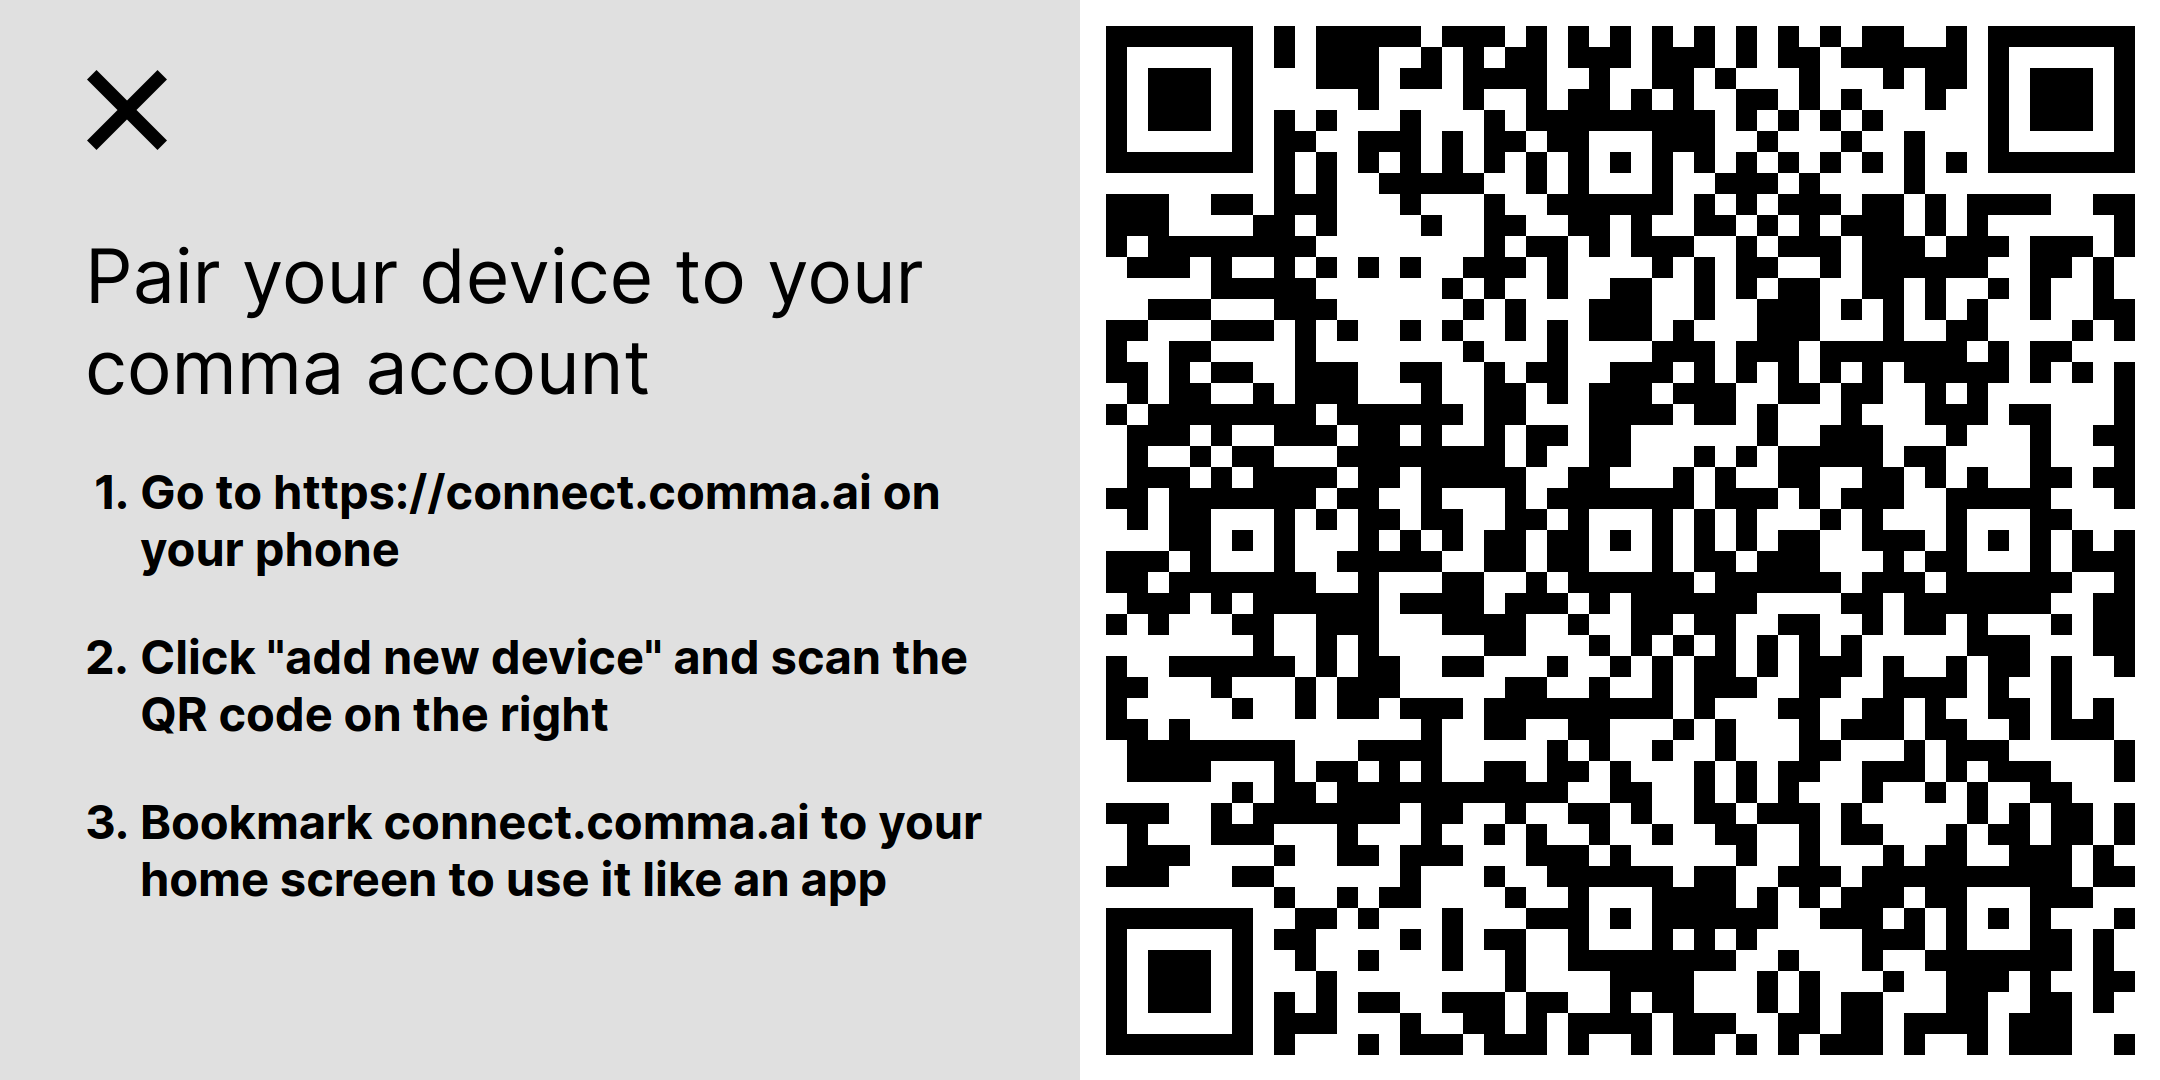 Pair your device to your
comma account
1. Go to https://connect.comma.ai on
your phone
2. Click "add new device" and scan the
QR code on the right
3. Bookmark connect.comma.ai to your
home screen to use it like an app